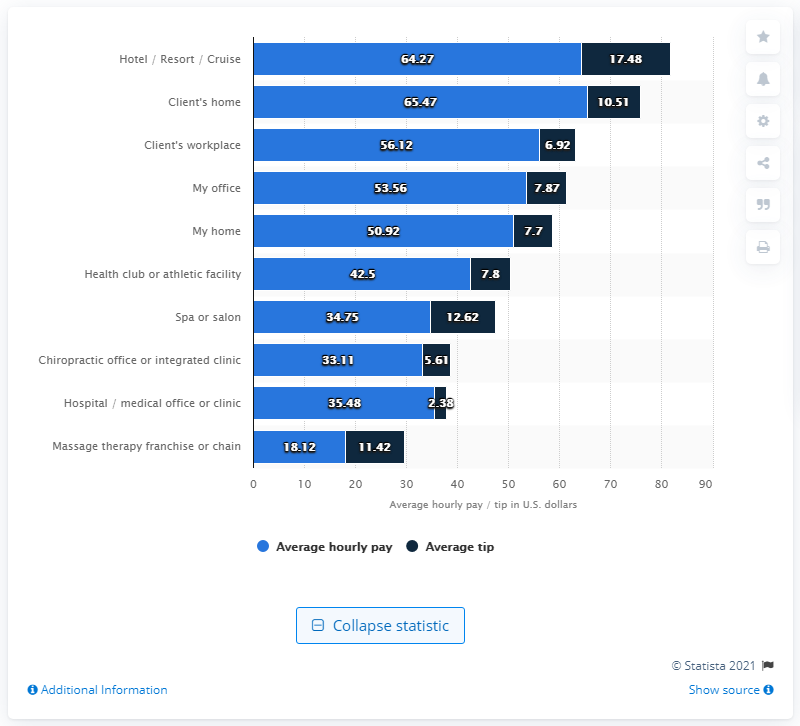 Hotel / Resort / Cruise 64.27 17.48
Client's home 65.47 10.51
Client's workplace 56.12 6.92
My office 53.56 7.87
My home 50.92 7.7
Health club or athletic facility 42.5 7.8
Spa or salon 34.75 12.62
Chiropractic office or integrated clinic 33.11 5.61
Hospital / medical office or clinic 35.48 2.38
Massage therapy franchise or chain 18.12 11.42
0 10 20 30 40 50 60 70 80 90
Average hourly pay / tip in U.S. dollars
Average hourly pay Average tip
Collapse statistic
© Statista 2021
Additional Information Show source